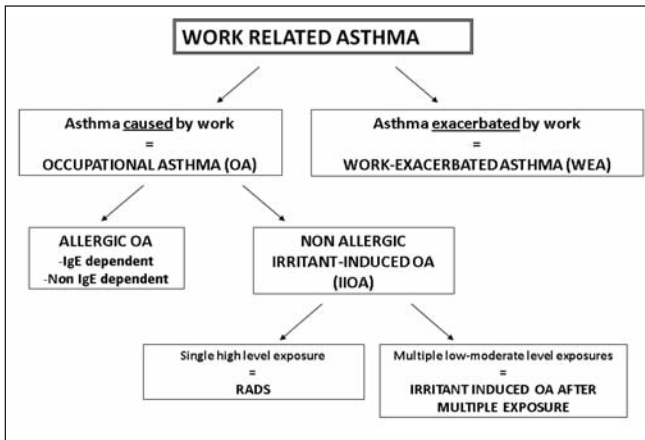 WORK RELATED ASTHMA
Asthma caused by work
=
OCCUPATIONAL ASTHMA (OA)
Asthma exacerbated by work
=
WORK-EXACERBATED ASTHMA (WEA)
ALLERGIC OA
-IgE dependent
-Non IgE dependent
NON ALLERGIC
IRRITANT-INDUCED OA
(IIOA)
Single high level exposure
=
RADS
Multiple low-moderate level exposures
=
IRRITANT INDUCED OA AFTER
MULTIPLE EXPOSURE